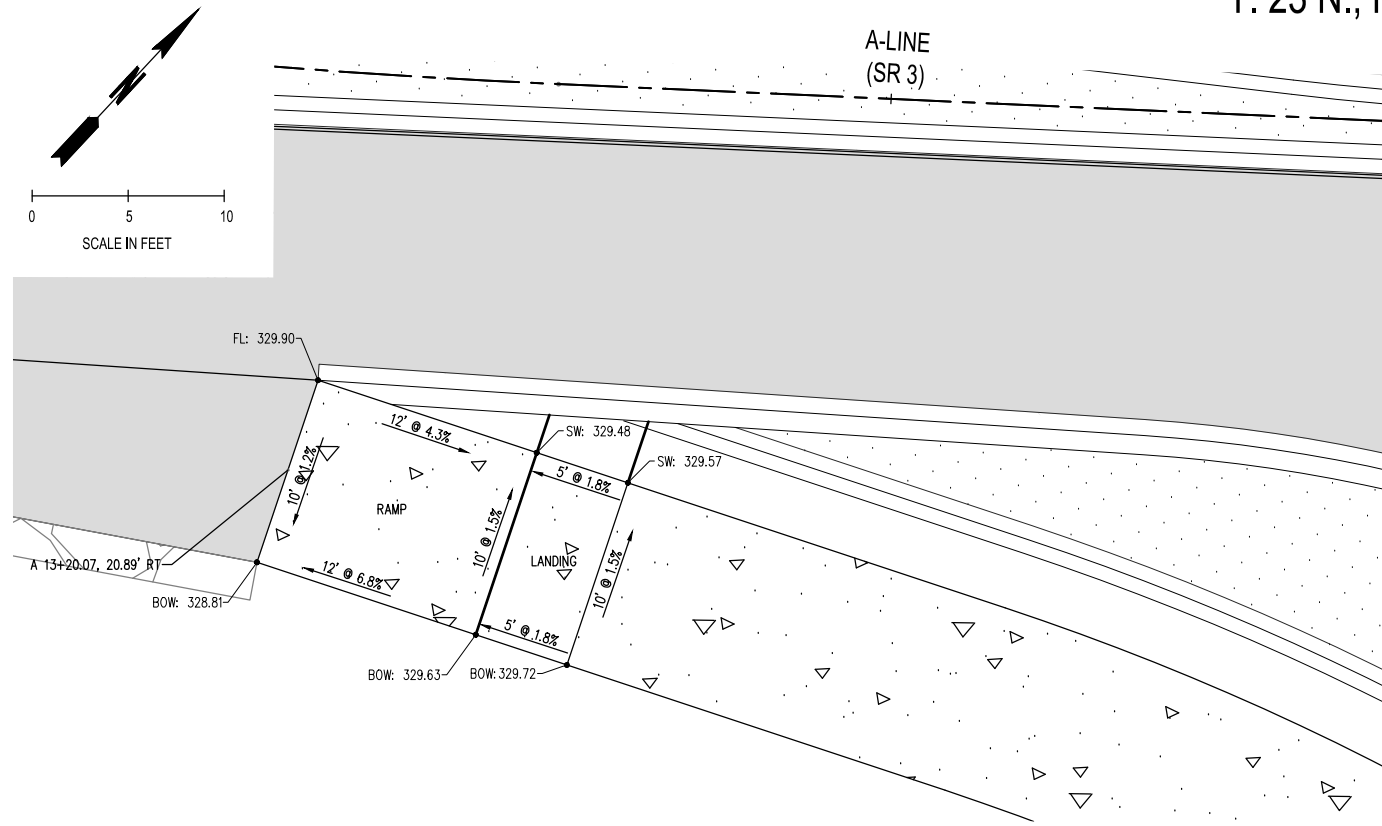 T. 23 N., R
A-LINE
(SR 3)
N
0 5 10
SCALE IN FEET
FL: 329.90
12' @ 4.3%
SW: 329.48
SW: 329.57
5' @ 1.8%
10' @ 1.2%
RAMP
10' @ 1.5%
LANDING
10' @ 1.5%
A 13+20.07, 20.89' RT
12' @ 6.8%
BOW: 328.81
5' @ 1.8%
BOW: 329.63
BOW: 329.72